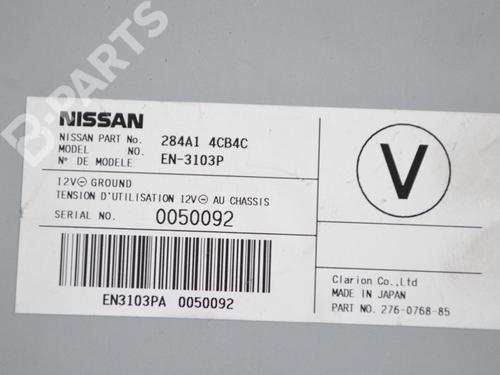 B-PARTS
NISSAN
NISSAN PART No. 284A1 4CB4C
MODEL NO. EN-3103P
N° DE MODELE
12V⊖ GROUND
TENSION D'UTILISATION 12V⊖ AU CHASSIS
SERIAL NO. 0050092
EN3103PA 0050092
V
Clarion Co.,Ltd
MADE IN JAPAN
PART NO. 276-0768-85